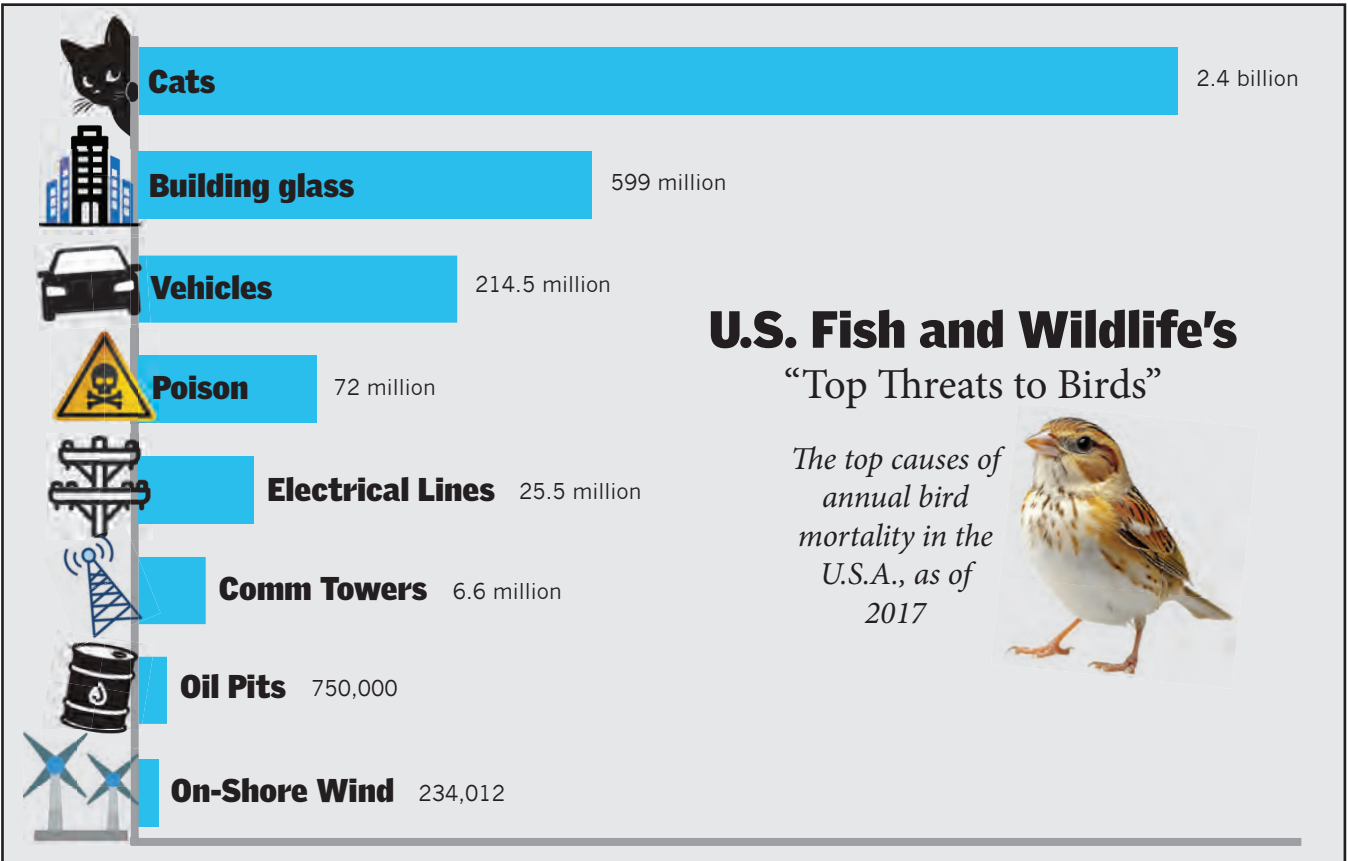 Cats 2.4 billion
Building glass 599 million
Vehicles 214.5 million
Poison 72 million
Electrical Lines 25.5 million
Comm Towers 6.6 million
Oil Pits 750,000
On-Shore Wind 234,012
U.S. Fish and Wildlife’s
“Top Threats to Birds”
The top causes of
annual bird
mortality in the
U.S.A., as of
2017